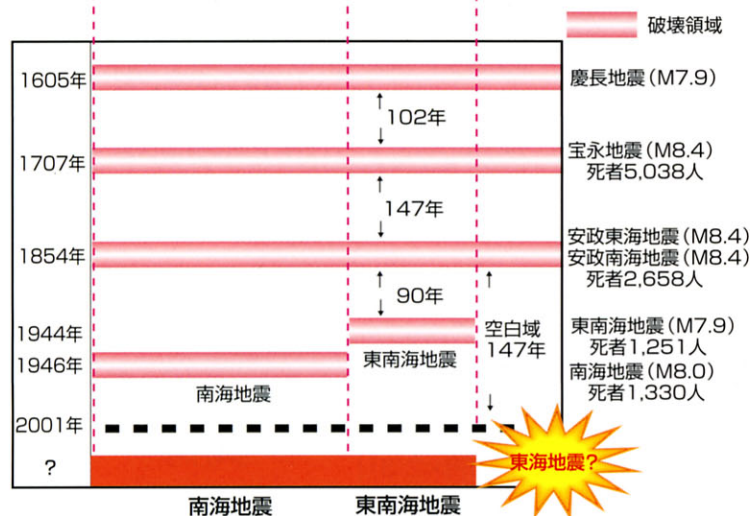 破壊領域
1605年
慶長地震(M7.9)
102年
1707年
宝永地震(M8.4)
死者5,038人
147年
1854年
安政東海地震(M8.4)
安政南海地震(M8.4)
死者2,658人
90年
空白域
147年
1944年
東南海地震
東南海地震(M7.9)
死者1,251人
1946年
南海地震
南海地震(M8.0)
死者1,330人
2001年
?
東海地震?
南海地震
東南海地震